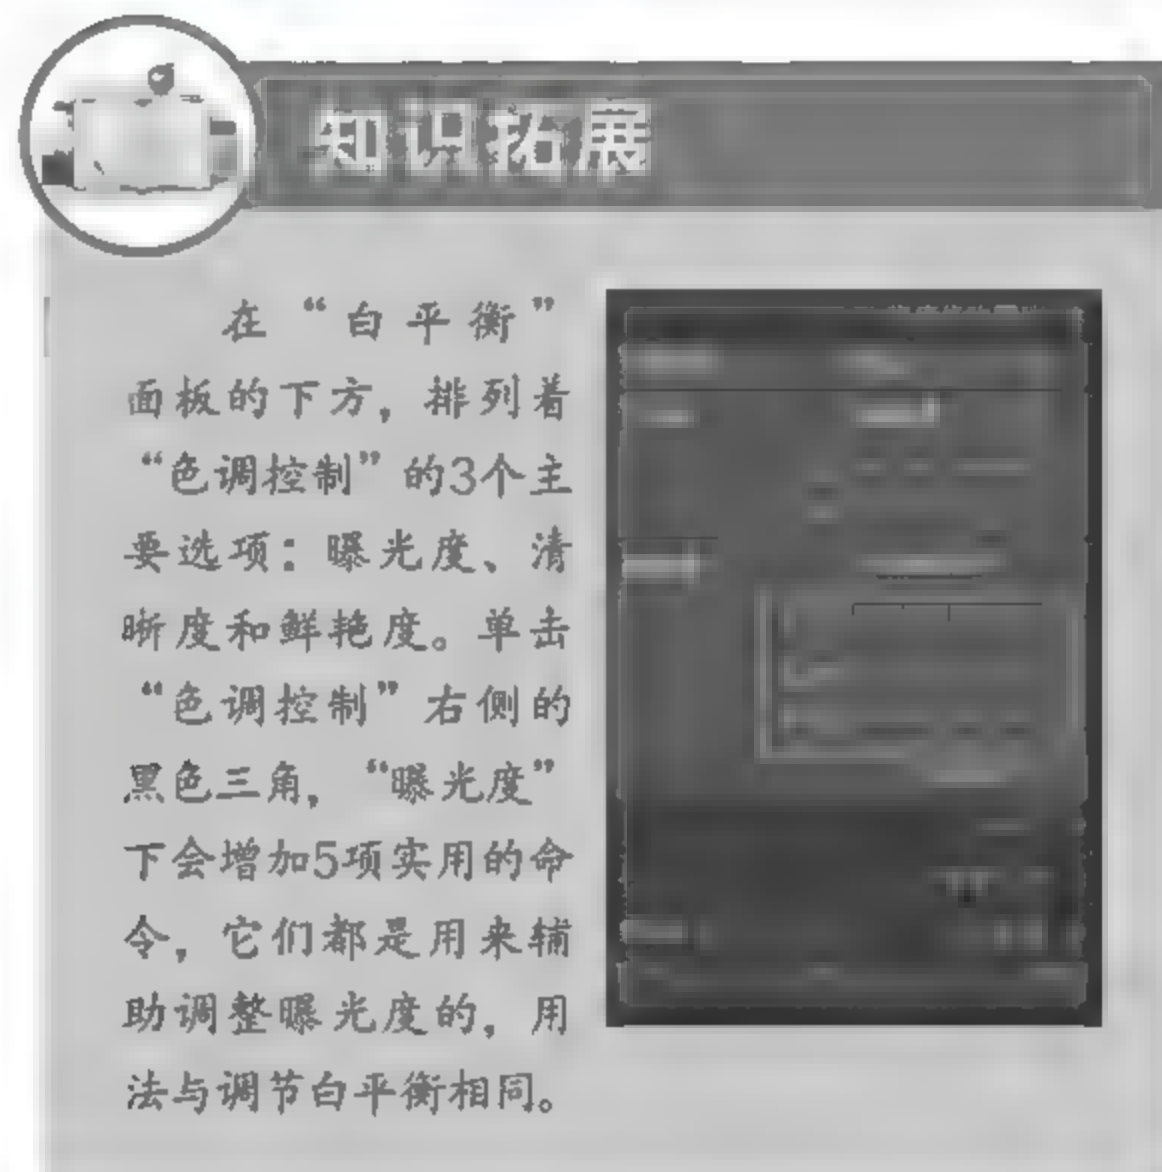 知识拓展
在“白平衡”
面板的下方，排列着
“色调控制”的3个主
要选项：曝光度、清
晰度和鲜艳度。单击
“色调控制”右侧的
黑色三角，“曝光度”
下会增加5项实用的命
令，它们都是用来辅
助调整曝光度的，用
法与调节白平衡相同。